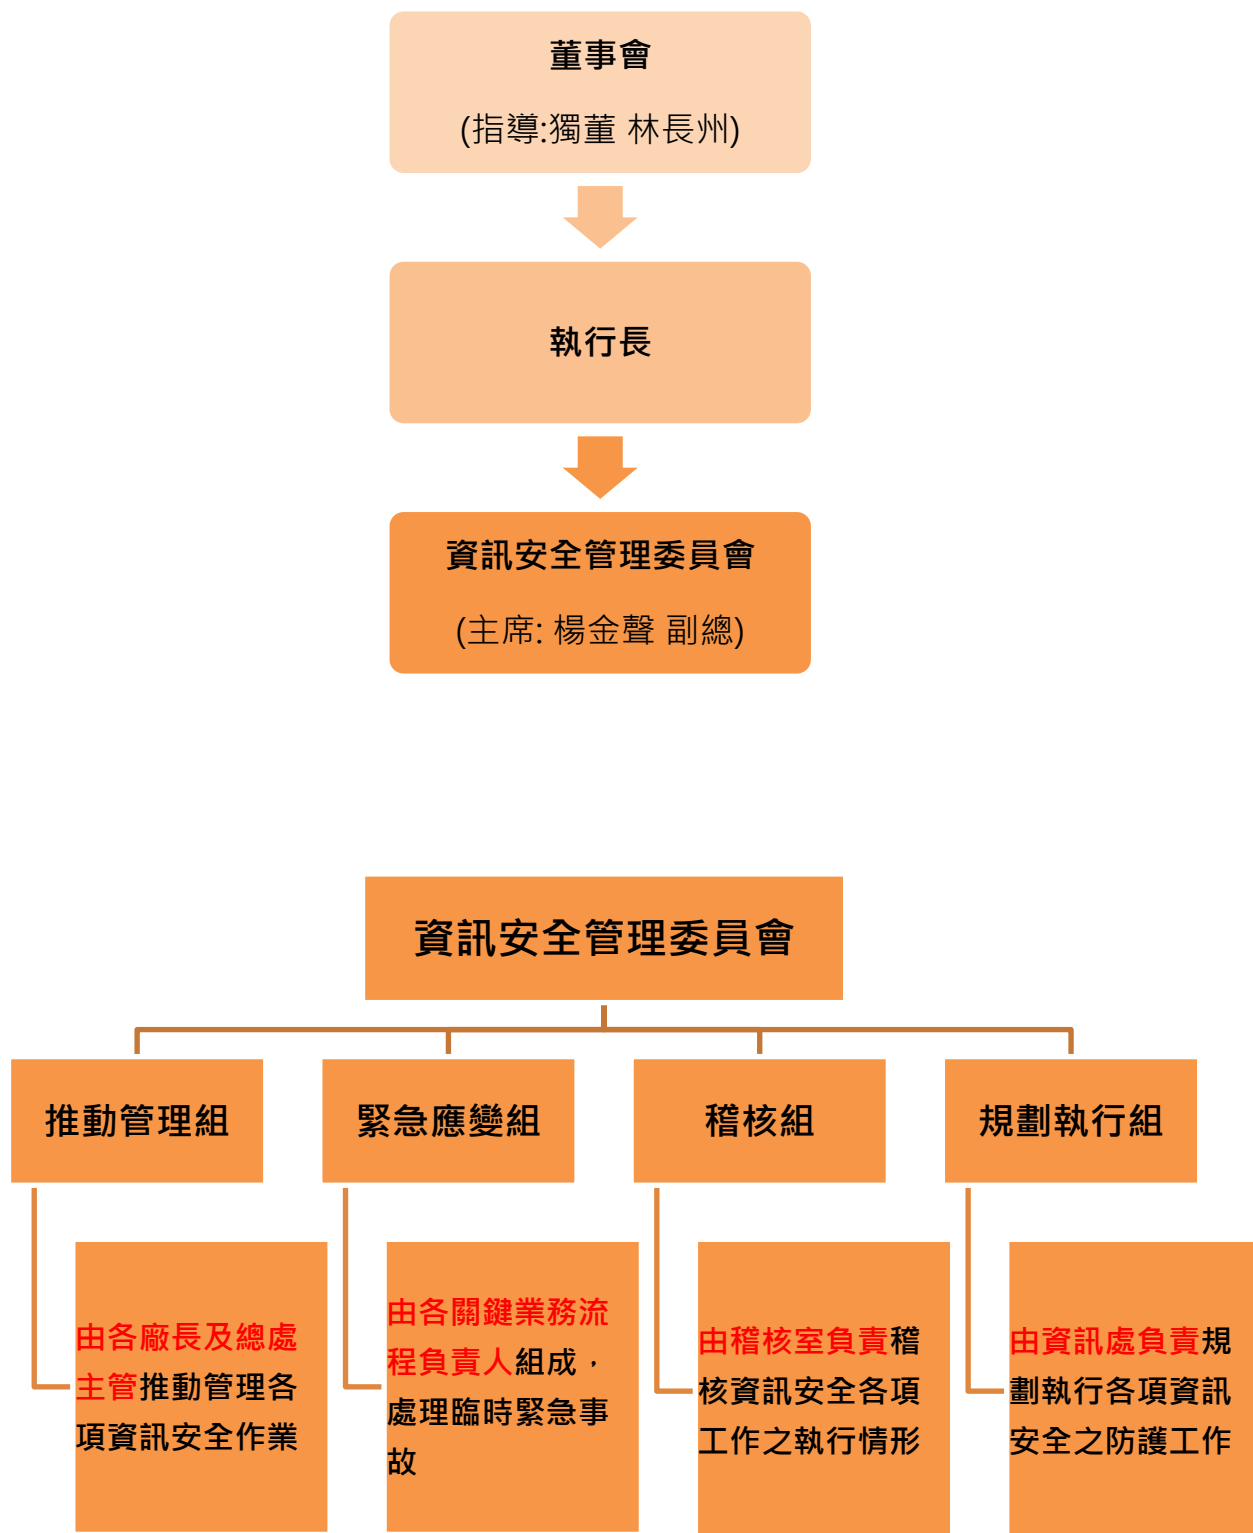 董事會
(指導:獨董 林長州)
執行長
資訊安全管理委員會
(主席: 楊金聲 副總)
資訊安全管理委員會
推動管理組
緊急應變組
稽核組
規劃執行組
由各廠長及總處
主管推動管理各
項資訊安全作業
由各關鍵業務流
程負責人組成，
處理臨時緊急事
故
由稽核室負責稽
核資訊安全各項
工作之執行情形
由資訊處負責規
劃執行各項資訊
安全之防護工作